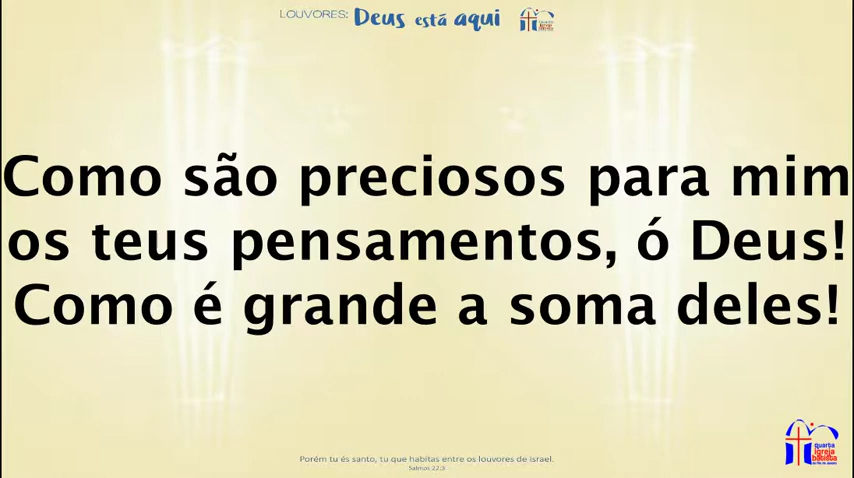 LOUVORES: Deus está aqui
Como são preciosos para mim
os teus pensamentos, ó Deus!
Como é grande a soma deles!
quarta
igreja
batista
Porém tu és santo, tu que habitas entre os louvores de Israel.
Salmos 22:3